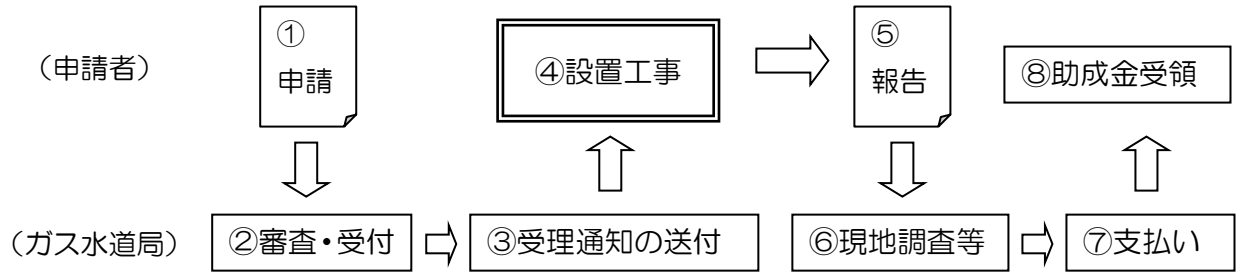 （申請者）
①
申請
④設置工事
⑤
報告
⑧助成金受領
（ガス水道局）
②審査・受付
③受理通知の送付
⑥現地調査等
⑦支払い